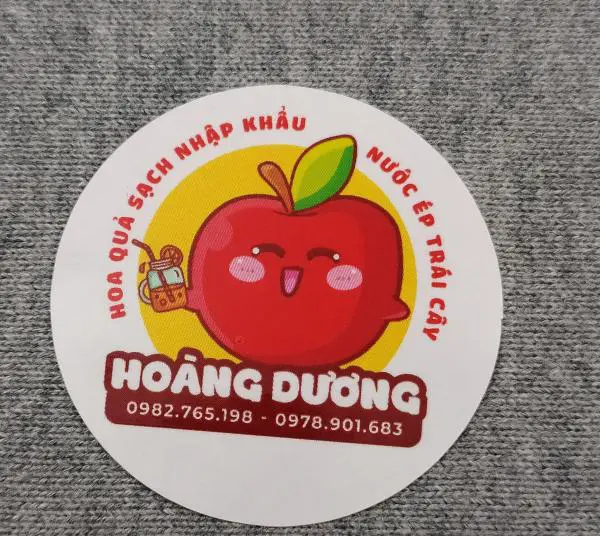 HOA QUẢ SẠCH NHẬP KHẨU
NƯỚC ÉP TRÁI CÂY
HOÀNG DƯƠNG
0982.765.198 - 0978.901.683